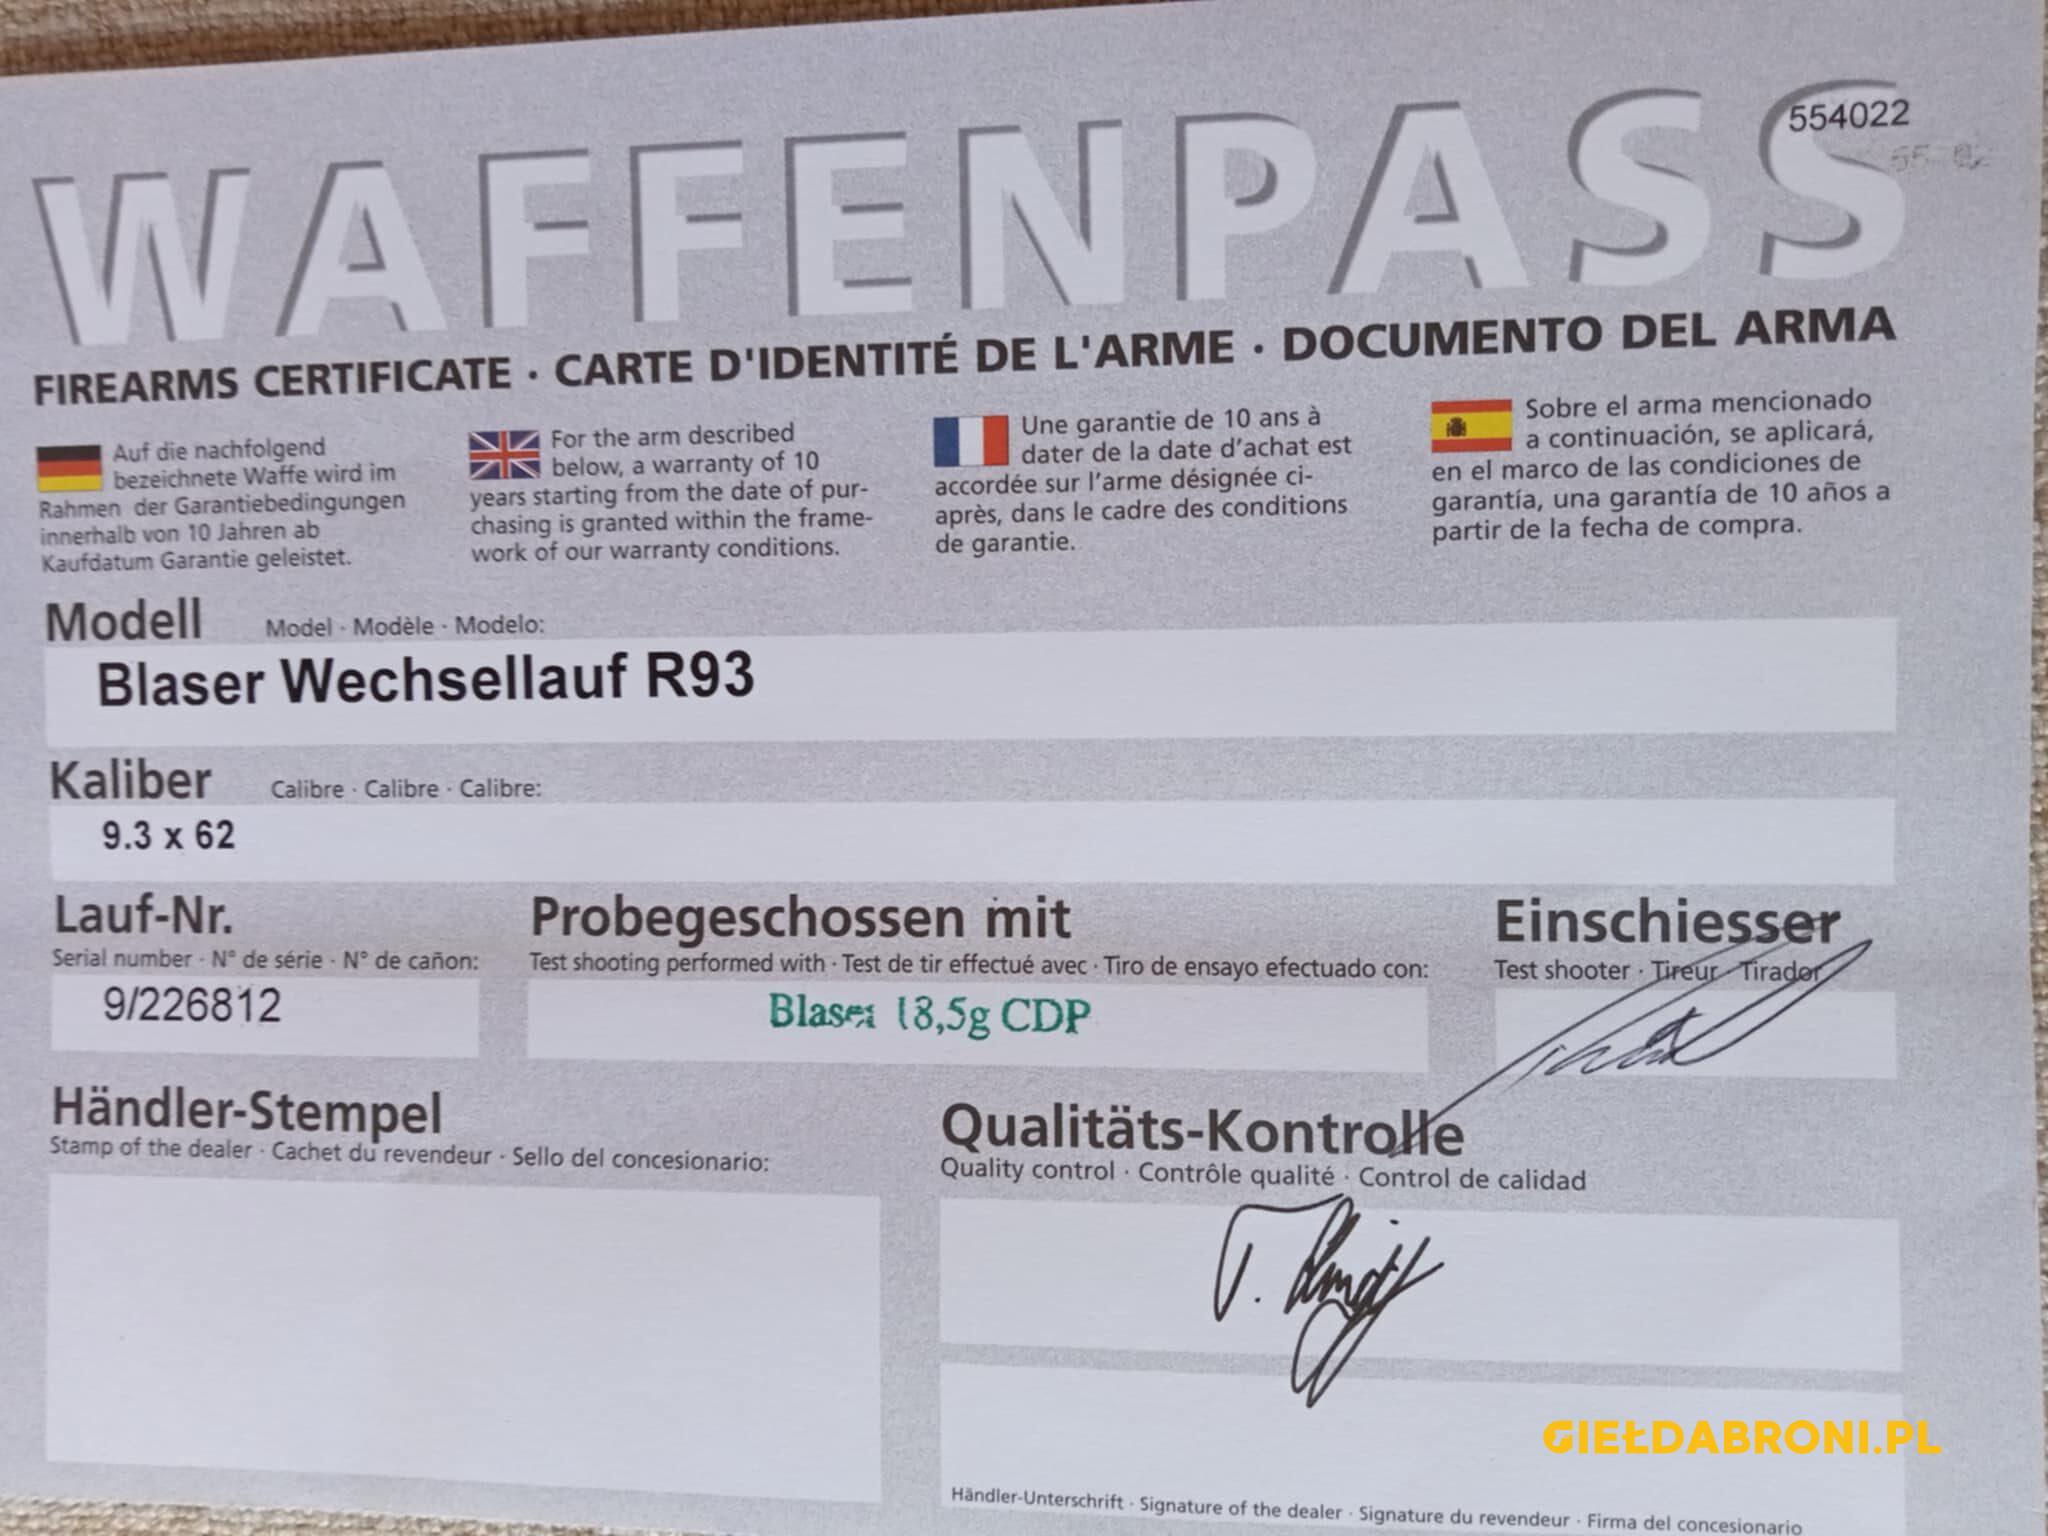 WAFFENPASS
554022
FIREARMS CERTIFICATE · CARTE D'IDENTITÉ DE L'ARME · DOCUMENTO DEL ARMA
Auf die nachfolgend
bezeichnete Waffe wird im
Rahmen der Garantiebedingungen
innerhalb von 10 Jahren ab
Kaufdatum Garantie geleistet.
For the arm described
below, a warranty of 10
years starting from the date of pur-
chasing is granted within the frame-
work of our warranty conditions.
Une garantie de 10 ans à
dater de la date d'achat est
accordée sur l'arme désignée ci-
après, dans le cadre des conditions
de garantie.
Sobre el arma mencionado
a continuación, se aplicará,
en el marco de las condiciones de
garantía, una garantía de 10 años a
partir de la fecha de compra.
Modell Model · Modèle · Modelo:
Blaser Wechsellauf R93
Kaliber Calibre · Calibre · Calibre:
9.3 x 62
Lauf-Nr.
Serial number · N° de série · N° de cañon:
9/226812
Probegeschossen mit
Test shooting performed with · Test de tir effectué avec · Tiro de ensayo efectuado con:
Blaser 18,5g CDP
Einschiesser
Test shooter · Tireur · Tirador
Händler-Stempel
Stamp of the dealer · Cachet du revendeur · Sello del concesionario:
Qualitäts-Kontrolle
Quality control · Contrôle qualité · Control de calidad
Händler-Unterschrift · Signature of the dealer · Signature du revendeur · Firma del concesionario
GIEŁDABRONI.PL